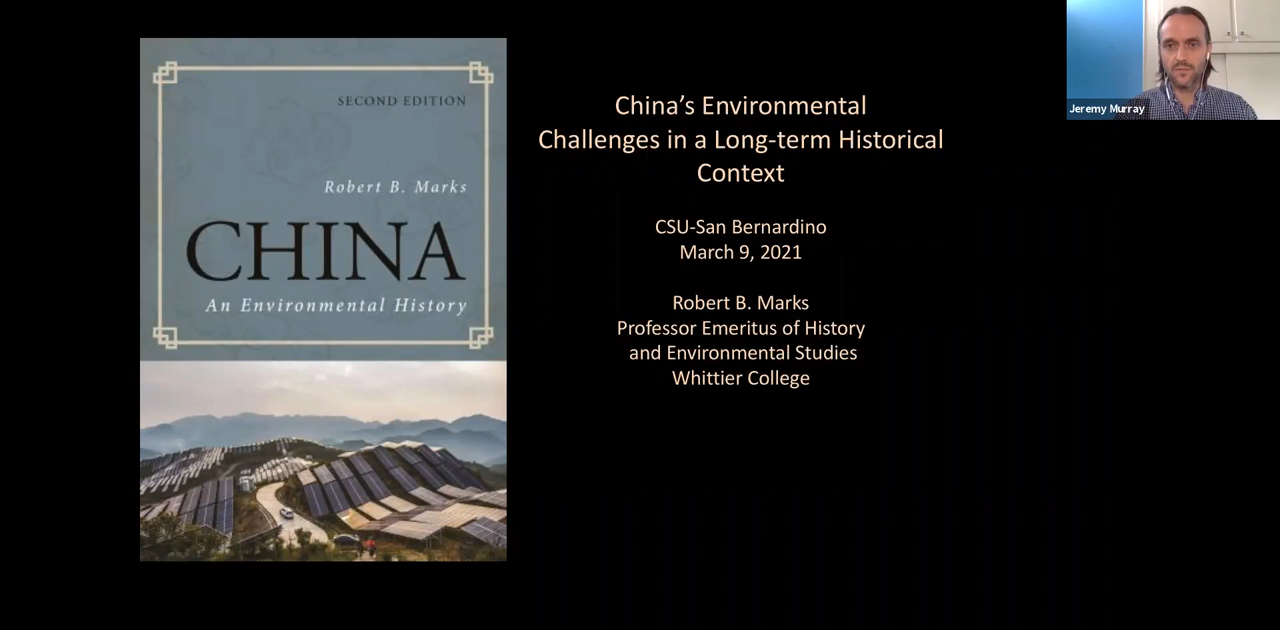 SECOND EDITION
Robert B. Marks
CHINA
An Environmental History
China's Environmental
Challenges in a Long-term Historical
Context
CSU-San Bernardino
March 9, 2021
Robert B. Marks
Professor Emeritus of History
and Environmental Studies
Whittier College
Jeremy Murray